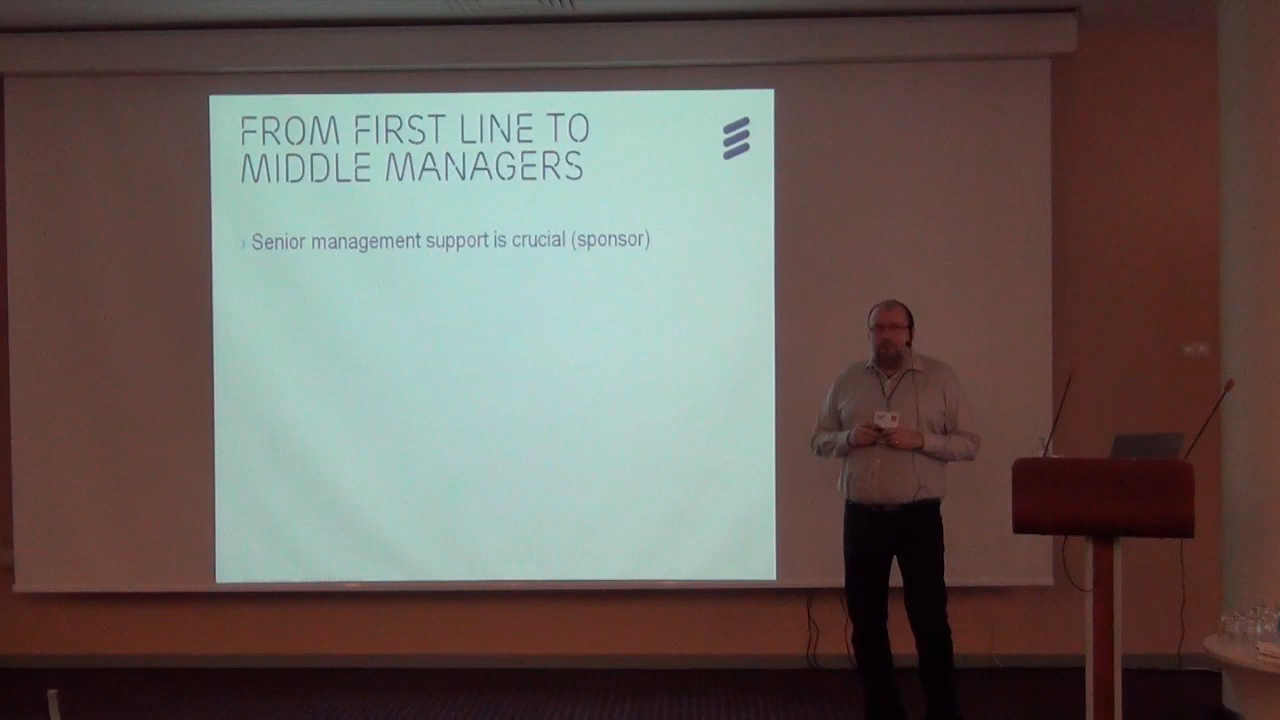 FROM FIRST LINE TO
MIDDLE MANAGERS
› Senior management support is crucial (sponsor)